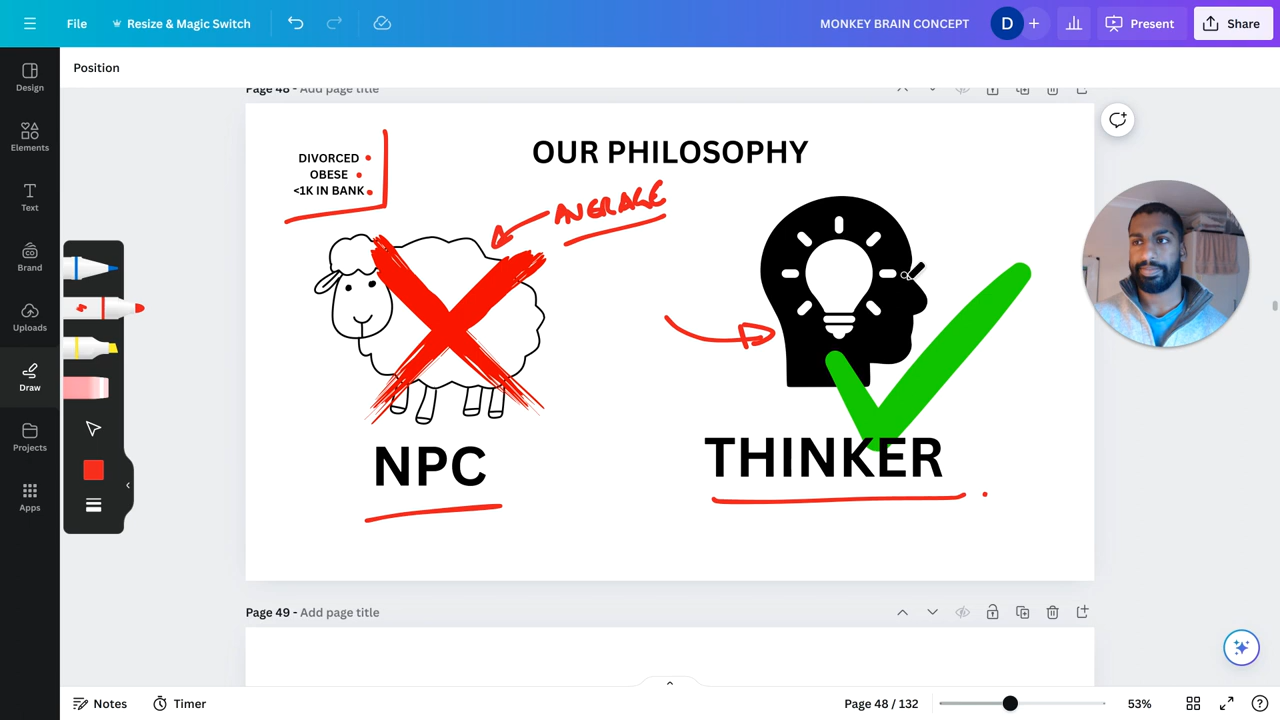 File
Resize & Magic Switch
MONKEY BRAIN CONCEPT
D
Present
Share
Position
Design
Elements
Text
Brand
Uploads
Draw
Projects
Apps
Page 48 - Add page title
OUR PHILOSOPHY
DIVORCED
OBESE
<1K IN BANK
AVERAGE
NPC
THINKER
Page 49 - Add page title
Notes
Timer
Page 48 / 132
53%